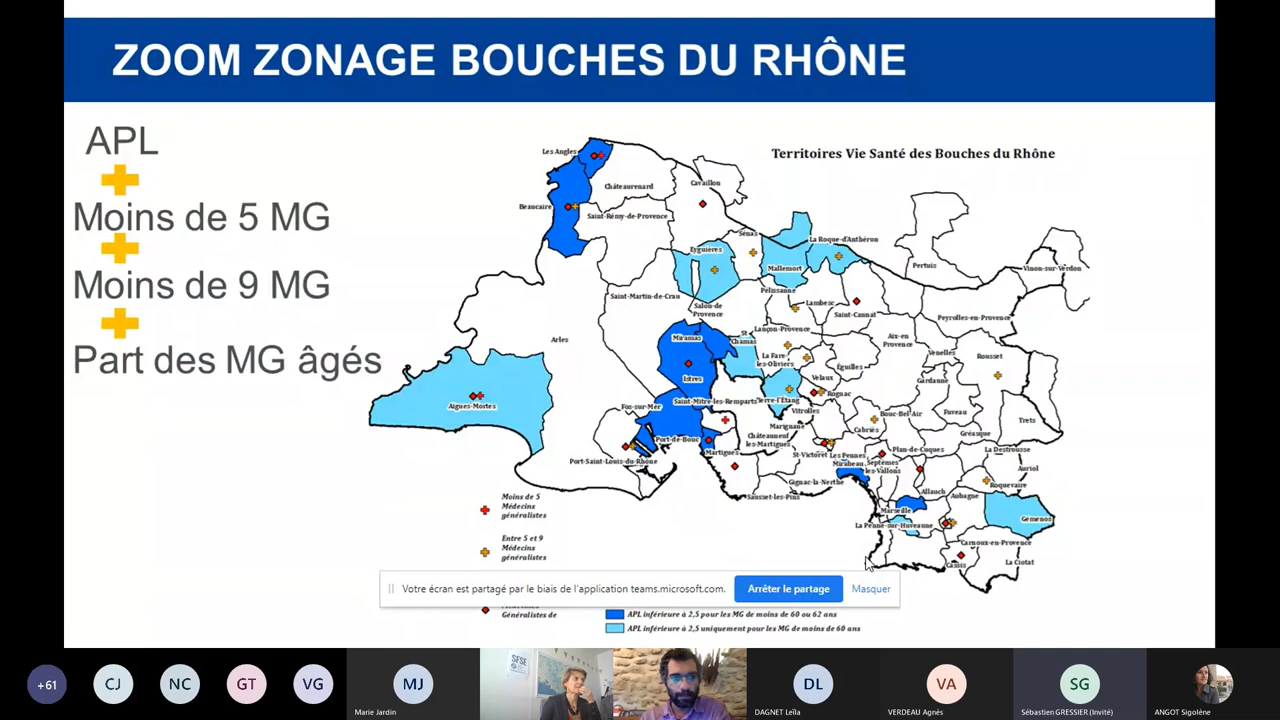 ZOOM ZONAGE BOUCHES DU RHÔNE
APL
Moins de 5 MG
Moins de 9 MG
Part des MG âgés
Territoires Vie Santé des Bouches du Rhône
Les Angles
Châteaurenard
Cavaillon
Beaucaire
Saint-Rémy-de-Provence
Sénas
La Roque-d'Anthéron
Eyguières
Mallemort
Pertuis
Vinon-sur-Verdon
Saint-Martin-de-Crau
Pélissanne
Salon-de
Provence
Lambesc
Saint-Cannat
Peyrolles-en-Provence
Arles
Miramas
St
Chamas
Lançon-Provence
Aix-en
Provence
Venelles
Rousset
La Fare
les-Oliviers
Éguilles
Istres
Velaux
Rognac
Gardanne
Aigues-Mortes
Fos-sur-Mer
Saint-Mitre-les-Remparts
Berre-l'Étang
Vitrolles
Bouc-Bel-Air
Fuveau
Trets
Marignane
Cabriès
Gréasque
Port-de-Bouc
Châteauneuf
les-Martigues
Martigues
St-Victoret
Les Pennes
Mirabeau
Septèmes
les-Vallons
Plan-de-Cuques
La Destrousse
Port-Saint-Louis-du-Rhône
Auriol
Gignac-la-Nerthe
Roquevaire
Sausset-les-Pins
Allauch
Aubagne
Marseille
Gémenos
La Penne-sur-Huveaune
Carnoux-en-Provence
Cassis
La Ciotat
Moins de 5
Médecins
généralistes
Entre 5 et 9
Médecins
généralistes
Généralistes de
Votre écran est partagé par le biais de l'application teams.microsoft.com.
Arrêter le partage
Masquer
APL inférieure à 2,5 pour les MG de moins de 60 ou 62 ans
APL inférieure à 2,5 uniquement pour les MG de moins de 60 ans
+61
CJ
NC
GT
VG
MJ
Marie Jardin
SFSE
DL
DAGNET Leïla
VA
VERDEAU Agnès
SG
Sébastien GRESSIER (Invité)
ANGOT Sigolène